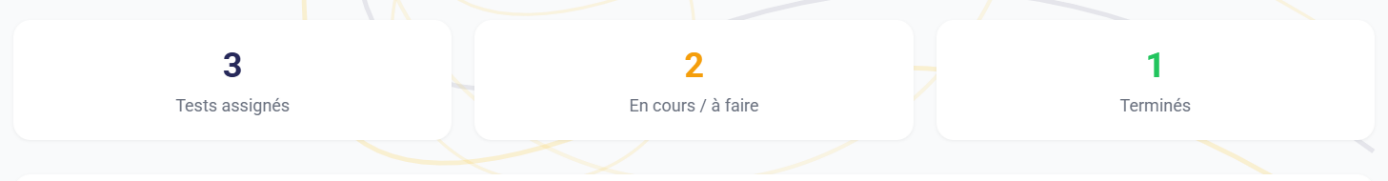 3
Tests assignés
2
En cours / à faire
1
Terminés